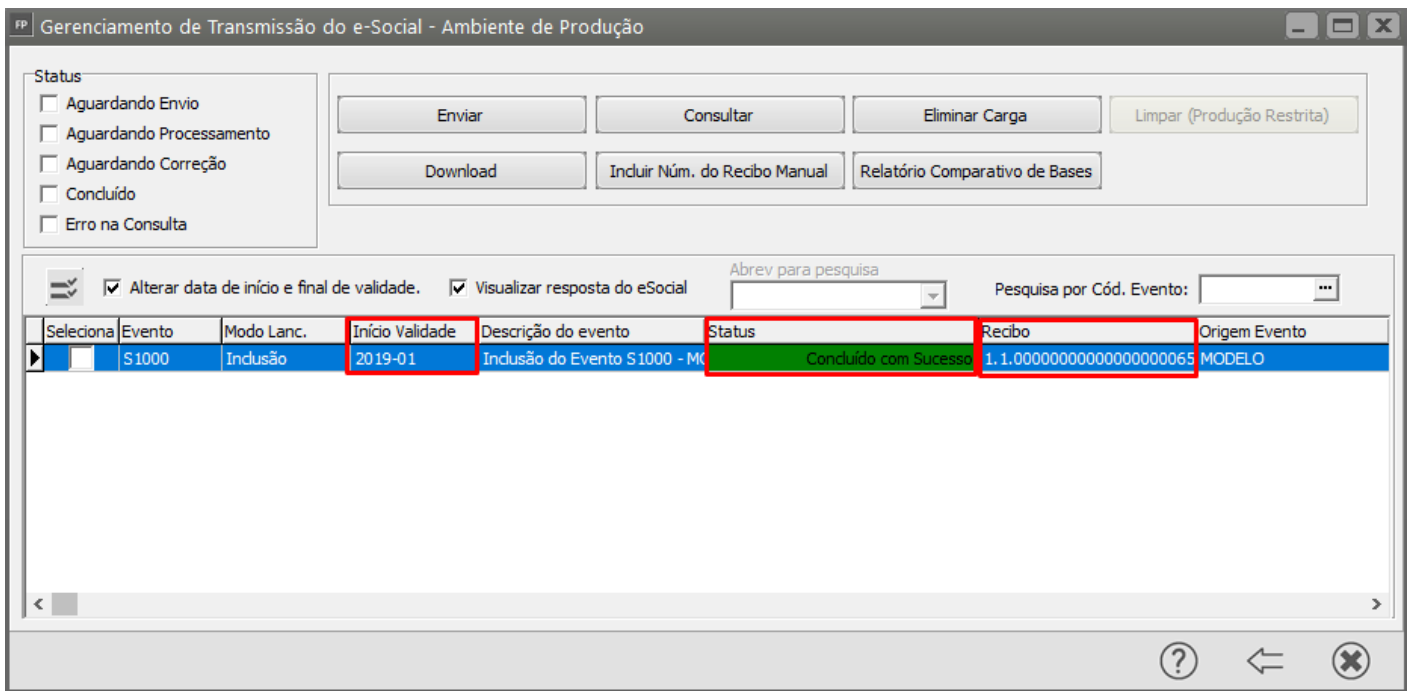 FP Gerenciamento de Transmissão do e-Social - Ambiente de Produção
Status
Aguardando Envio
Aguardando Processamento
Aguardando Correção
Concluído
Erro na Consulta
Enviar
Consultar
Eliminar Carga
Limpar (Produção Restrita)
Download
Incluir Núm. do Recibo Manual
Relatório Comparativo de Bases
Alterar data de início e final de validade.
Visualizar resposta do eSocial
Abrev para pesquisa
Pesquisa por Cód. Evento:
...
Seleciona Evento Modo Lanc. Início Validade Descrição do evento Status Recibo Origem Evento
S1000 Inclusão 2019-01 Inclusão do Evento S1000 - MO Concluído com Sucesso 1.1.00000000000000000065 MODELO
?